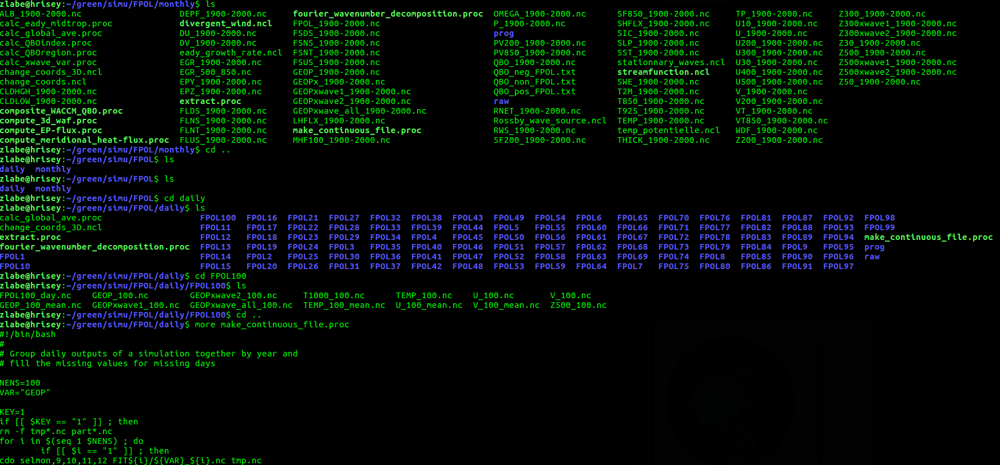 zlabe@hrisey:~/green/simu/FPOL/monthly$ ls
ALB_1900-2000.nc DEPF_1900-2000.nc fourier_wavenumber_decomposition.proc OMEGA_1900-2000.nc SF850_1900-2000.nc TP_1900-2000.nc Z300_1900-2000.nc
calc_eady_midtrop.proc divergent_wind.ncl FPOL_1900-2000.nc P_1900-2000.nc SHFLX_1900-2000.nc U10_1900-2000.nc Z300xwave1_1900-2000.nc
calc_global_ave.proc DU_1900-2000.nc FSDS_1900-2000.nc prog SIC_1900-2000.nc U_1900-2000.nc Z300xwave2_1900-2000.nc
calc_QBOindex.proc DV_1900-2000.nc FSNS_1900-2000.nc PV200_1900-2000.nc SLP_1900-2000.nc U200_1900-2000.nc Z30_1900-2000.nc
calc_QBOregion.proc eady_growth_rate.ncl FSNT_1900-2000.nc PV850_1900-2000.nc SST_1900-2000.nc U300_1900-2000.nc Z500_1900-2000.nc
calc_xwave_var.proc EGR_1900-2000.nc FSUS_1900-2000.nc QBO_1900-2000.nc stationnary_waves.ncl U30_1900-2000.nc Z500xwave1_1900-2000.nc
change_coords_3D.ncl EGR_500_850.nc GEOP_1900-2000.nc QBO_neg_FPOL.txt streamfunction.ncl U400_1900-2000.nc Z500xwave2_1900-2000.nc
change_coords.ncl EPY_1900-2000.nc GEOPx_1900-2000.nc QBO_non_FPOL.txt SWE_1900-2000.nc U500_1900-2000.nc Z50_1900-2000.nc
CLDHGH_1900-2000.nc EPZ_1900-2000.nc GEOPxwave1_1900-2000.nc QBO_pos_FPOL.txt T2M_1900-2000.nc V_1900-2000.nc
CLDLOW_1900-2000.nc extract.proc GEOPxwave2_1900-2000.nc raw T850_1900-2000.nc V200_1900-2000.nc
composite_WACCM_QBO.proc FLDS_1900-2000.nc GEOPxwave_all_1900-2000.nc RNET_1900-2000.nc T925_1900-2000.nc VT_1900-2000.nc
compute_3d_waf.proc FLNS_1900-2000.nc LHFLX_1900-2000.nc Rossby_wave_source.ncl TEMP_1900-2000.nc VT850_1900-2000.nc
compute_EP-flux.proc FLNT_1900-2000.nc make_continuous_file.proc RWS_1900-2000.nc temp_potentielle.ncl WDF_1900-2000.nc
compute_meridional_heat-flux.proc FLUS_1900-2000.nc MHF100_1900-2000.nc SF200_1900-2000.nc THICK_1900-2000.nc Z200_1900-2000.nc
zlabe@hrisey:~/green/simu/FPOL/monthly$ cd ..
zlabe@hrisey:~/green/simu/FPOL$ ls
daily monthly
zlabe@hrisey:~/green/simu/FPOL$ ls
daily monthly
zlabe@hrisey:~/green/simu/FPOL$ cd daily
zlabe@hrisey:~/green/simu/FPOL/daily$ ls
calc_global_ave.proc FPOL100 FPOL16 FPOL21 FPOL27 FPOL32 FPOL38 FPOL43 FPOL49 FPOL54 FPOL6 FPOL65 FPOL70 FPOL76 FPOL81 FPOL87 FPOL92 FPOL98
change_coords_3D.ncl FPOL11 FPOL17 FPOL22 FPOL28 FPOL33 FPOL39 FPOL44 FPOL5 FPOL55 FPOL60 FPOL66 FPOL71 FPOL77 FPOL82 FPOL88 FPOL93 FPOL99
extract.proc FPOL12 FPOL18 FPOL23 FPOL29 FPOL34 FPOL4 FPOL45 FPOL50 FPOL56 FPOL61 FPOL67 FPOL72 FPOL78 FPOL83 FPOL89 FPOL94 make_continuous_file.proc
fourier_wavenumber_decomposition.proc FPOL13 FPOL19 FPOL24 FPOL3 FPOL35 FPOL40 FPOL46 FPOL51 FPOL57 FPOL62 FPOL68 FPOL73 FPOL79 FPOL84 FPOL9 FPOL95 prog
FPOL1 FPOL14 FPOL2 FPOL25 FPOL30 FPOL36 FPOL41 FPOL47 FPOL52 FPOL58 FPOL63 FPOL69 FPOL74 FPOL8 FPOL85 FPOL90 FPOL96 raw
FPOL10 FPOL15 FPOL20 FPOL26 FPOL31 FPOL37 FPOL42 FPOL48 FPOL53 FPOL59 FPOL64 FPOL7 FPOL75 FPOL80 FPOL86 FPOL91 FPOL97
zlabe@hrisey:~/green/simu/FPOL/daily$ cd FPOL100
zlabe@hrisey:~/green/simu/FPOL/daily/FPOL100$ ls
FPOL100_day.nc GEOP_100.nc GEOPxwave2_100.nc T1000_100.nc TEMP_100.nc U_100.nc V_100.nc
GEOP_100_mean.nc GEOPxwave1_100.nc GEOPxwave_all_100.nc TEMP_100_mean.nc U_100_mean.nc V_100_mean.nc Z500_100.nc
zlabe@hrisey:~/green/simu/FPOL/daily/FPOL100$ cd ..
zlabe@hrisey:~/green/simu/FPOL/daily$ more make_continuous_file.proc
#!/bin/bash
#
# Group daily outputs of a simulation together by year and
# fill the missing values for missing days
NENS=100
VAR="GEOP"
KEY=1
if [[ $KEY == "1" ]] ; then
rm -f tmp*.nc part*.nc
for i in $(seq 1 $NENS) ; do
if [[ $i == "1" ]] ; then
cdo selmon,9,10,11,12 FIT${i}/${VAR}_${i}.nc tmp.nc